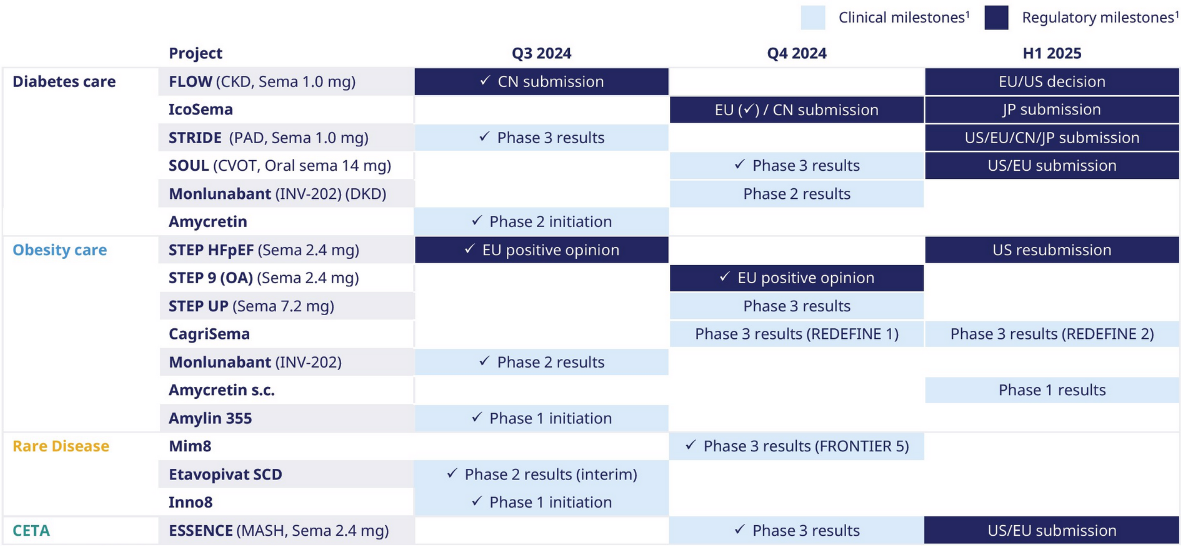 Clinical milestones¹ Regulatory milestones¹
Project Q3 2024 Q4 2024 H1 2025
Diabetes care FLOW (CKD, Sema 1.0 mg) ✓ CN submission EU/US decision
IcoSema EU (✓) / CN submission JP submission
STRIDE (PAD, Sema 1.0 mg) ✓ Phase 3 results US/EU/CN/JP submission
SOUL (CVOT, Oral sema 14 mg) ✓ Phase 3 results US/EU submission
Monlunabant (INV-202) (DKD) Phase 2 results
Amycretin ✓ Phase 2 initiation
Obesity care STEP HFpEF (Sema 2.4 mg) ✓ EU positive opinion US resubmission
STEP 9 (OA) (Sema 2.4 mg) ✓ EU positive opinion
STEP UP (Sema 7.2 mg) Phase 3 results
CagriSema Phase 3 results (REDEFINE 1) Phase 3 results (REDEFINE 2)
Monlunabant (INV-202) ✓ Phase 2 results
Amycretin s.c. Phase 1 results
Amylin 355 ✓ Phase 1 initiation
Rare Disease Mim8 ✓ Phase 3 results (FRONTIER 5)
Etavopivat SCD ✓ Phase 2 results (interim)
Inno8 ✓ Phase 1 initiation
CETA ESSENCE (MASH, Sema 2.4 mg) ✓ Phase 3 results US/EU submission